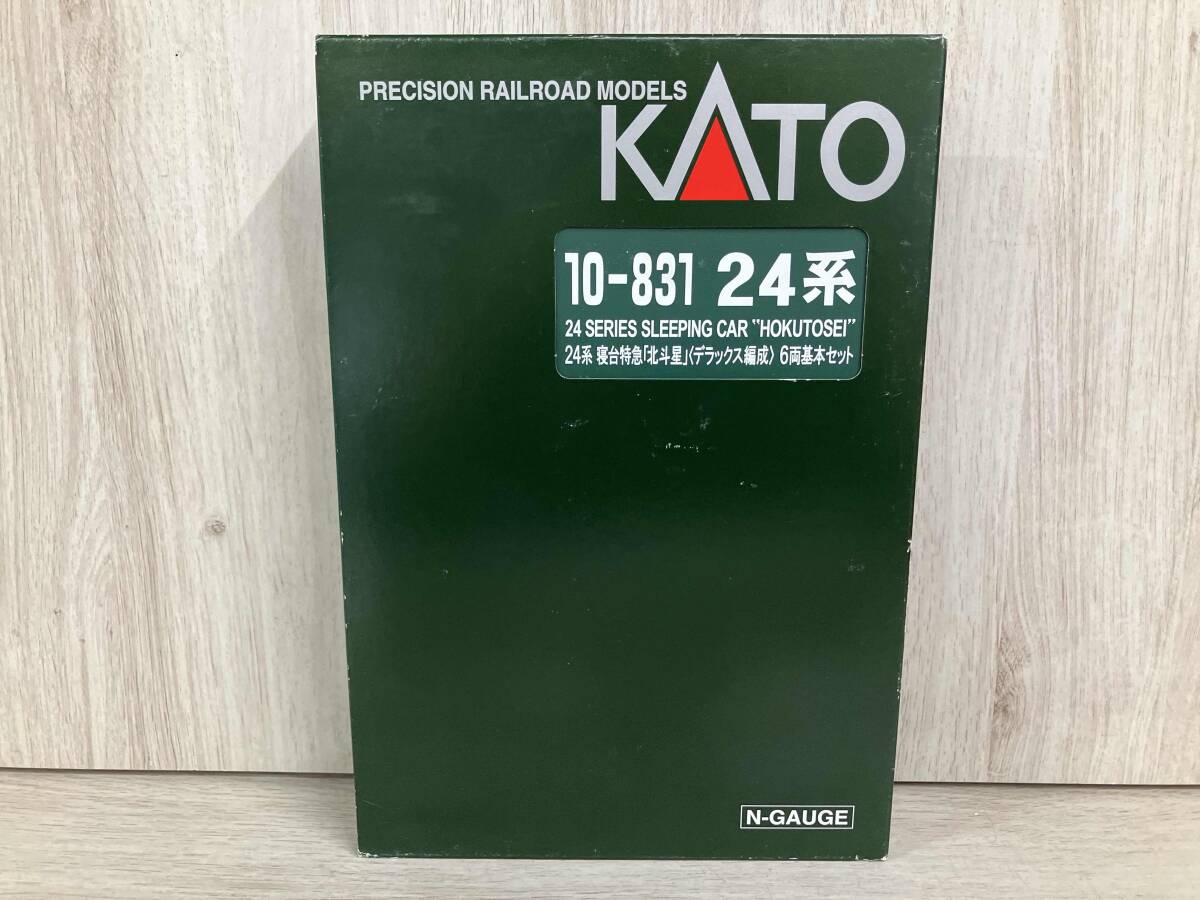 PRECISION RAILROAD MODELS
KATO
10-831 24系
24 SERIES SLEEPING CAR "HOKUTOSEI"
24系 寝台特急「北斗星」〈デラックス編成〉 6両基本セット
N-GAUGE